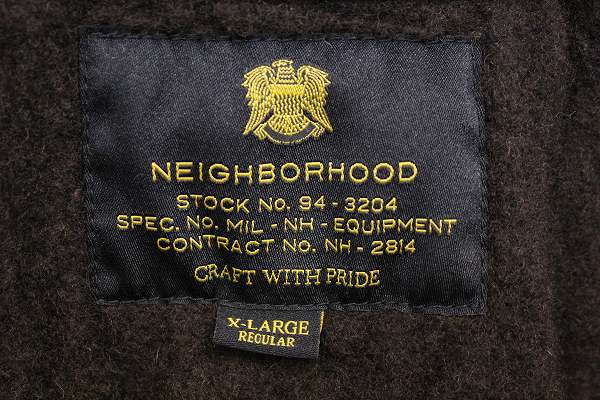 NEIGHBORHOOD
STOCK No. 94 - 3204
SPEC. No. MIL - NH - EQUIPMENT
CONTRACT No. NH - 2814
CRAFT WITH PRIDE
X-LARGE
REGULAR